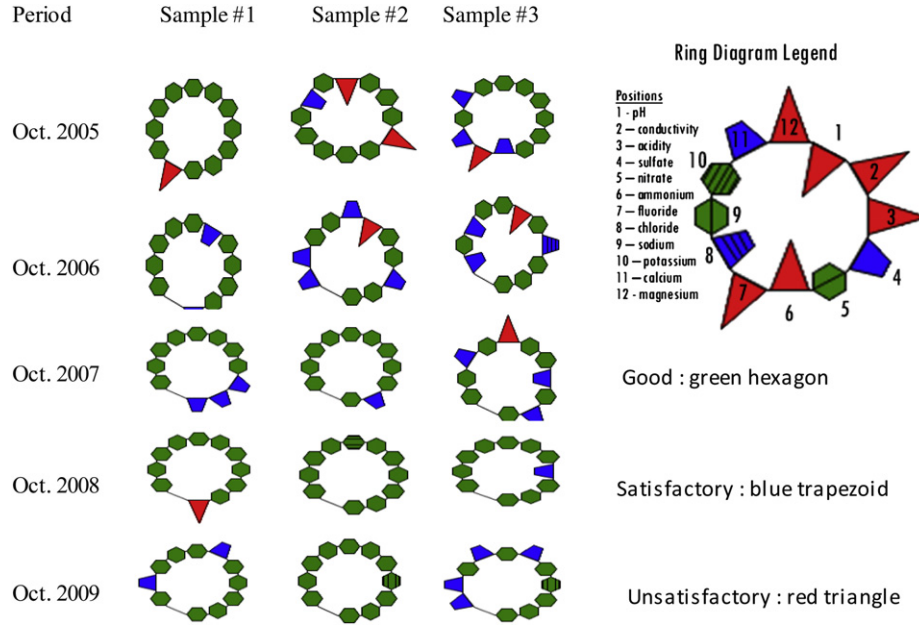 Period Sample #1 Sample #2 Sample #3
Ring Diagram Legend
Oct. 2005
Oct. 2006
Oct. 2007
Oct. 2008
Oct. 2009
Positions
1 - pH
2 – conductivity
3 – acidity
4 – sulfate
5 – nitrate
6 – ammonium
7 – fluoride
8 – chloride
9 – sodium
10 – potassium
11 – calcium
12 - magnesium
12
1
11
2
10
9
3
8
4
7
6
5
Good : green hexagon
Satisfactory : blue trapezoid
Unsatisfactory : red triangle